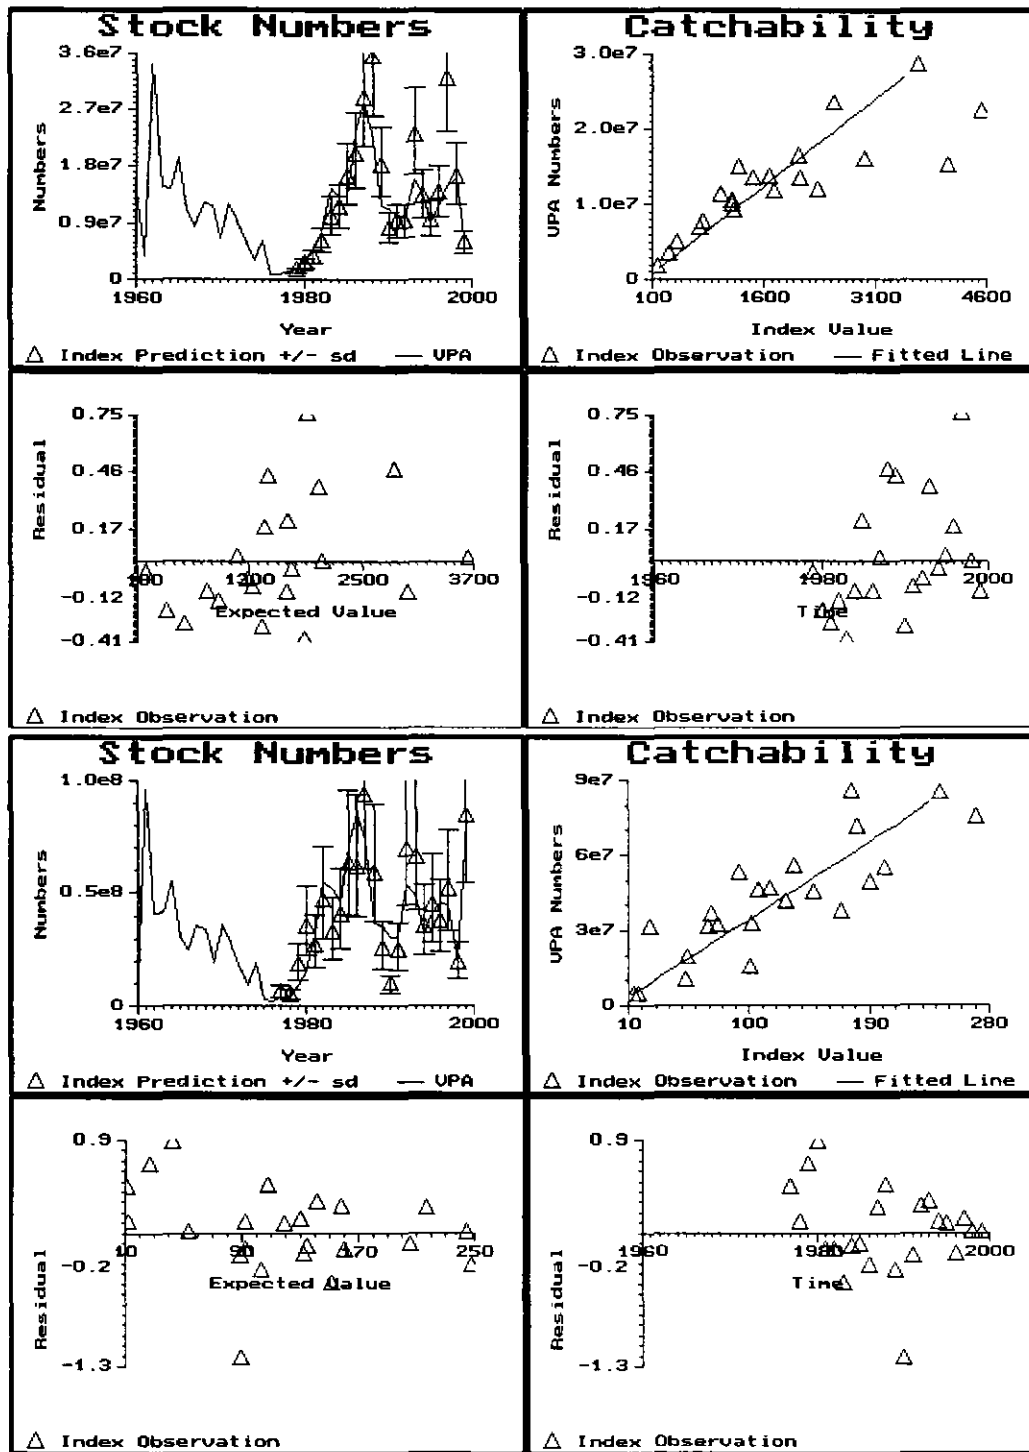 Stock Numbers
3.6e7
2.7e7
1.8e7
0.9e7
0
Numbers
1960 1980 2000
Year
△ Index Prediction +/- sd — VPA
Catchability
3.0e7
2.0e7
1.0e7
0
VPA Numbers
100 1600 3100 4600
Index Value
△ Index Observation — Fitted Line
0.75
0.46
0.17
-0.12
-0.41
Residual
1300 2500 3700
Expected Value
△ Index Observation
0.75
0.46
0.17
-0.12
-0.41
Residual
1960 1980 2000
Time
△ Index Observation
Stock Numbers
1.0e8
0.5e8
0
Numbers
1960 1980 2000
Year
△ Index Prediction +/- sd — VPA
Catchability
9e7
6e7
3e7
0
VPA Numbers
10 100 190 280
Index Value
△ Index Observation — Fitted Line
0.9
-0.2
-1.3
Residual
10 90 170 250
Expected Value
△ Index Observation
0.9
-0.2
-1.3
Residual
1960 1980 2000
Time
△ Index Observation